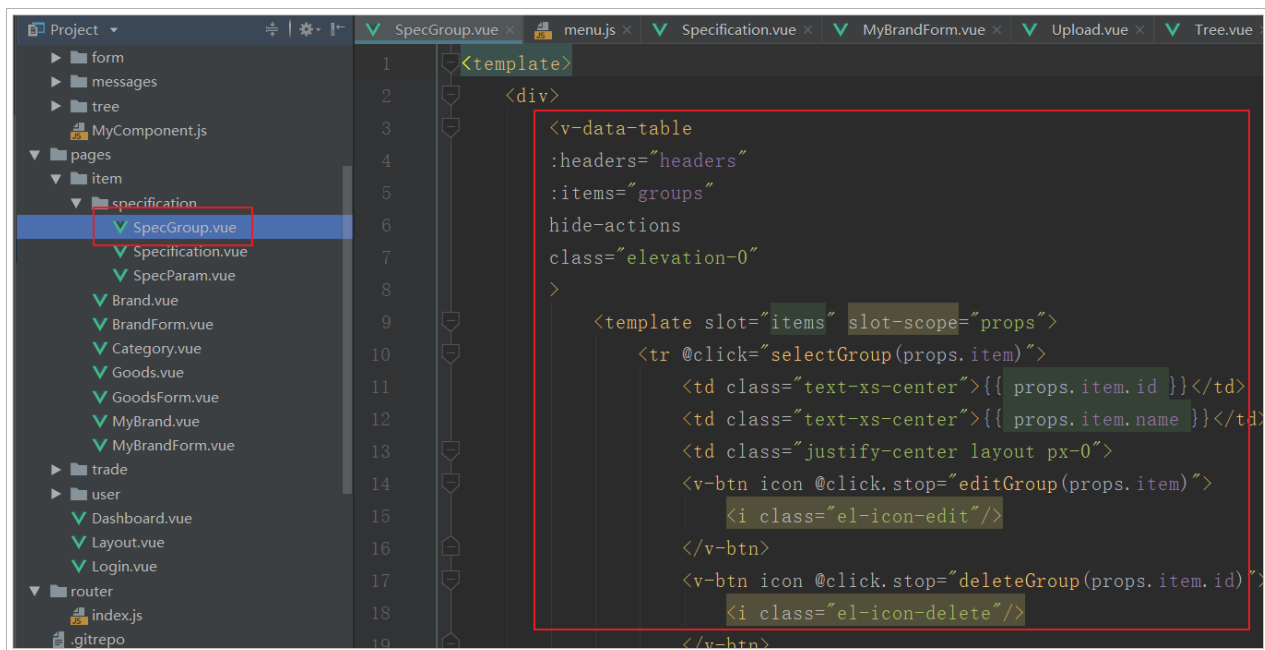 Project
form
messages
tree
MyComponent.js
pages
item
specification
SpecGroup.vue
Specification.vue
SpecParam.vue
Brand.vue
BrandForm.vue
Category.vue
Goods.vue
GoodsForm.vue
MyBrand.vue
MyBrandForm.vue
trade
user
Dashboard.vue
Layout.vue
Login.vue
router
index.js
.gitrepo
SpecGroup.vue × menu.js × Specification.vue × MyBrandForm.vue × Upload.vue × Tree.vue
1 <template>
2 <div>
3 <v-data-table
4 :headers="headers"
5 :items="groups"
6 hide-actions
7 class="elevation-0"
8 >
9 <template slot="items" slot-scope="props">
10 <tr @click="selectGroup(props.item)">
11 <td class="text-xs-center">{{ props.item.id }}</td>
12 <td class="text-xs-center">{{ props.item.name }}</td>
13 <td class="justify-center layout px-0">
14 <v-btn icon @click.stop="editGroup(props.item)">
15 <i class="el-icon-edit"/>
16 </v-btn>
17 <v-btn icon @click.stop="deleteGroup(props.item.id)">
18 <i class="el-icon-delete"/>
19 </v-btn>